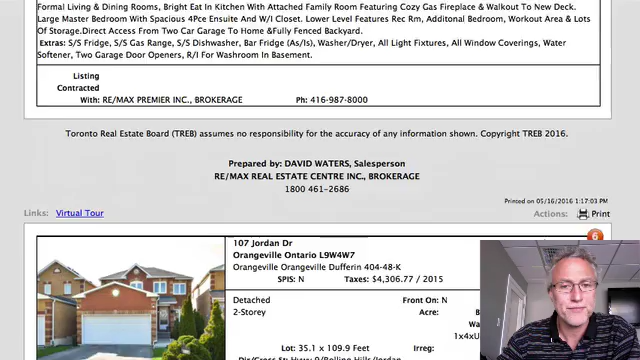 Formal Living & Dining Rooms, Bright Eat In Kitchen With Attached Family Room Featuring Cozy Gas Fireplace & Walkout To New Deck.
Large Master Bedroom With Spacious 4Pce Ensuite And W/I Closet. Lower Level Features Rec Rm, Additonal Bedroom, Workout Area & Lots
Of Storage.Direct Access From Two Car Garage To Home &Fully Fenced Backyard.
Extras: S/S Fridge, S/S Gas Range, S/S Dishwasher, Bar Fridge (As/Is), Washer/Dryer, All Light Fixtures, All Window Coverings, Water
Softener, Two Garage Door Openers, R/I For Washroom In Basement.
Listing
Contracted
With: RE/MAX PREMIER INC., BROKERAGE Ph: 416-987-8000
Toronto Real Estate Board (TREB) assumes no responsibility for the accuracy of any information shown. Copyright TREB 2016.
Prepared by: DAVID WATERS, Salesperson
RE/MAX REAL ESTATE CENTRE INC., BROKERAGE
1800 461-2686
Printed on 05/16/2016 1:17:03 PM
Links: Virtual Tour Actions: Print
6
107 Jordan Dr
Orangeville Ontario L9W4W7
Orangeville Orangeville Dufferin 404-48-K
SPIS: N Taxes: $4,306.77 / 2015
Detached Front On: N
2-Storey Acre:
Lot: 35.1 x 109.9 Feet Irreg: